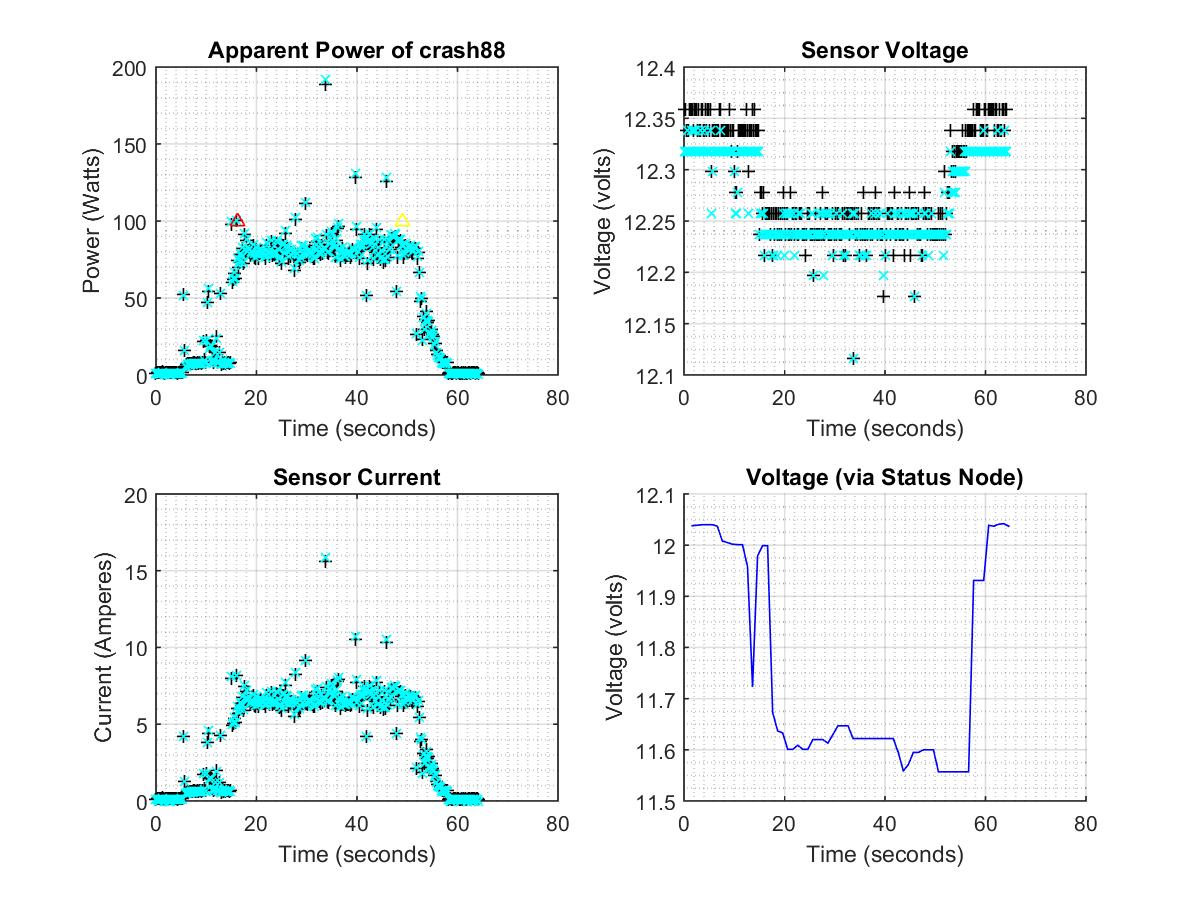 Apparent Power of crash88
200
150
100
50
0
0 20 40 60 80
Power (Watts)
Time (seconds)
Sensor Voltage
12.4
12.35
12.3
12.25
12.2
12.15
12.1
0 20 40 60 80
Voltage (volts)
Time (seconds)
Sensor Current
20
15
10
5
0
0 20 40 60 80
Current (Amperes)
Time (seconds)
Voltage (via Status Node)
12.1
12
11.9
11.8
11.7
11.6
11.5
0 20 40 60 80
Voltage (volts)
Time (seconds)